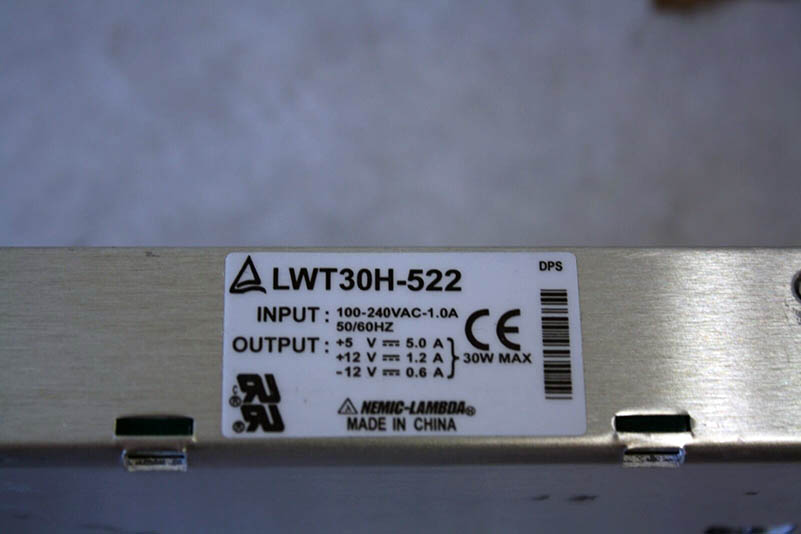 LWT30H-522
DPS
INPUT : 100-240VAC-1.0A
50/60HZ
CE
OUTPUT : +5 V ⎓ 5.0 A
+12 V ⎓ 1.2 A } 30W MAX
-12 V ⎓ 0.6 A
NEMIC-LAMBDA®
MADE IN CHINA